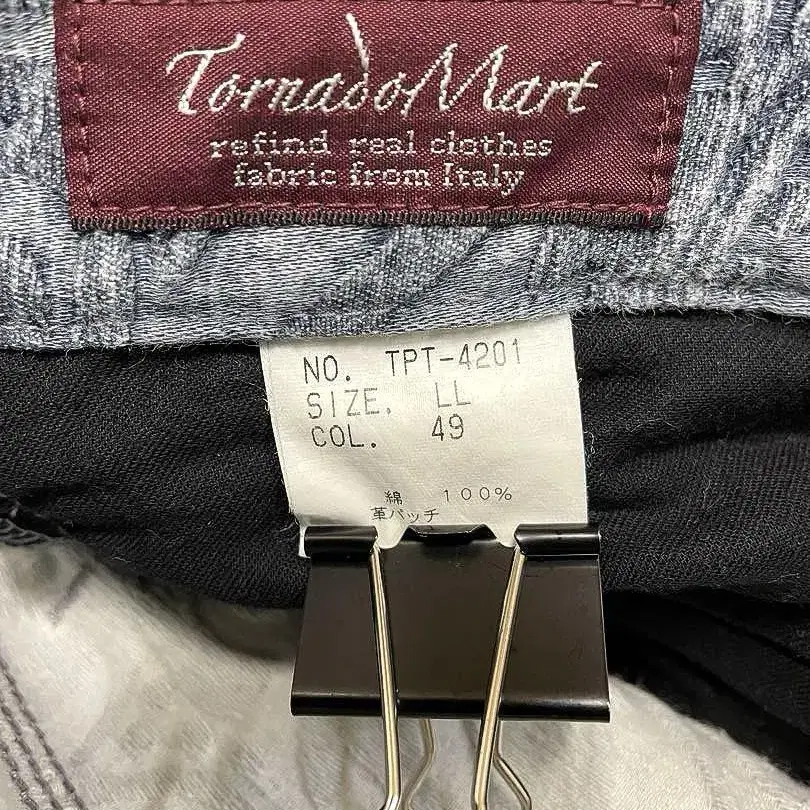 TornadoMart
refind real clothes
fabric from Italy
NO. TPT-4201
SIZE. LL
COL. 49
綿 100%
革パッチ